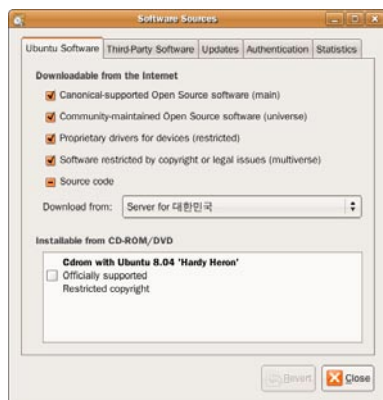 Software Sources
Ubuntu Software
Third-Party Software
Updates
Authentication
Statistics
Downloadable from the Internet
Canonical-supported Open Source software (main)
Community-maintained Open Source software (universe)
Proprietary drivers for devices (restricted)
Software restricted by copyright or legal issues (multiverse)
Source code
Download from: Server for 대한민국
Installable from CD-ROM/DVD
Cdrom with Ubuntu 8.04 'Hardy Heron'
Officially supported
Restricted copyright
Revert
Close